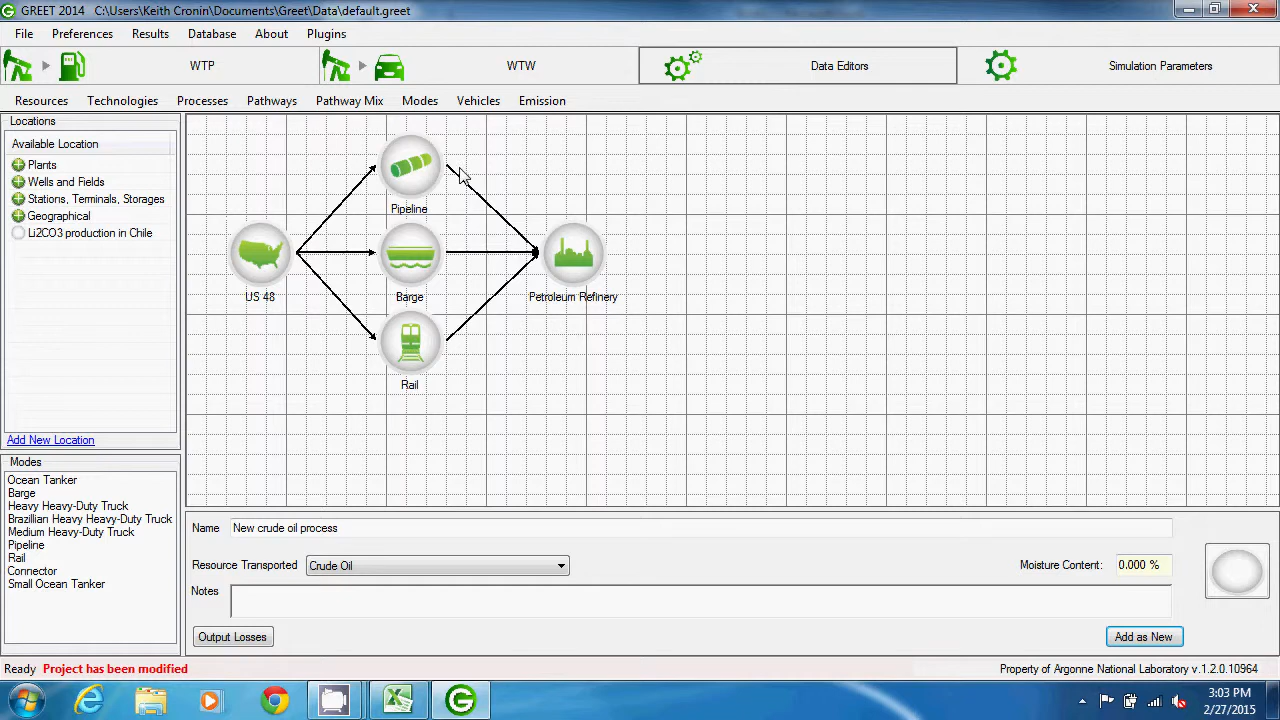 GREET 2014 C:\Users\Keith Cronin\Documents\Greet\Data\default.greet
File Preferences Results Database About Plugins
WTP WTW Data Editors Simulation Parameters
Resources Technologies Processes Pathways Pathway Mix Modes Vehicles Emission
Locations
Available Location
Plants
Wells and Fields
Stations, Terminals, Storages
Geographical
Li2CO3 production in Chile
Add New Location
Pipeline
US 48
Barge
Petroleum Refinery
Rail
Modes
Ocean Tanker
Barge
Heavy Heavy-Duty Truck
Brazillian Heavy Heavy-Duty Truck
Medium Heavy-Duty Truck
Pipeline
Rail
Connector
Small Ocean Tanker
Name New crude oil process
Resource Transported Crude Oil Moisture Content: 0.000 %
Notes
Output Losses Add as New
Ready Project has been modified Property of Argonne National Laboratory v.1.2.0.10964
3:03 PM
2/27/2015